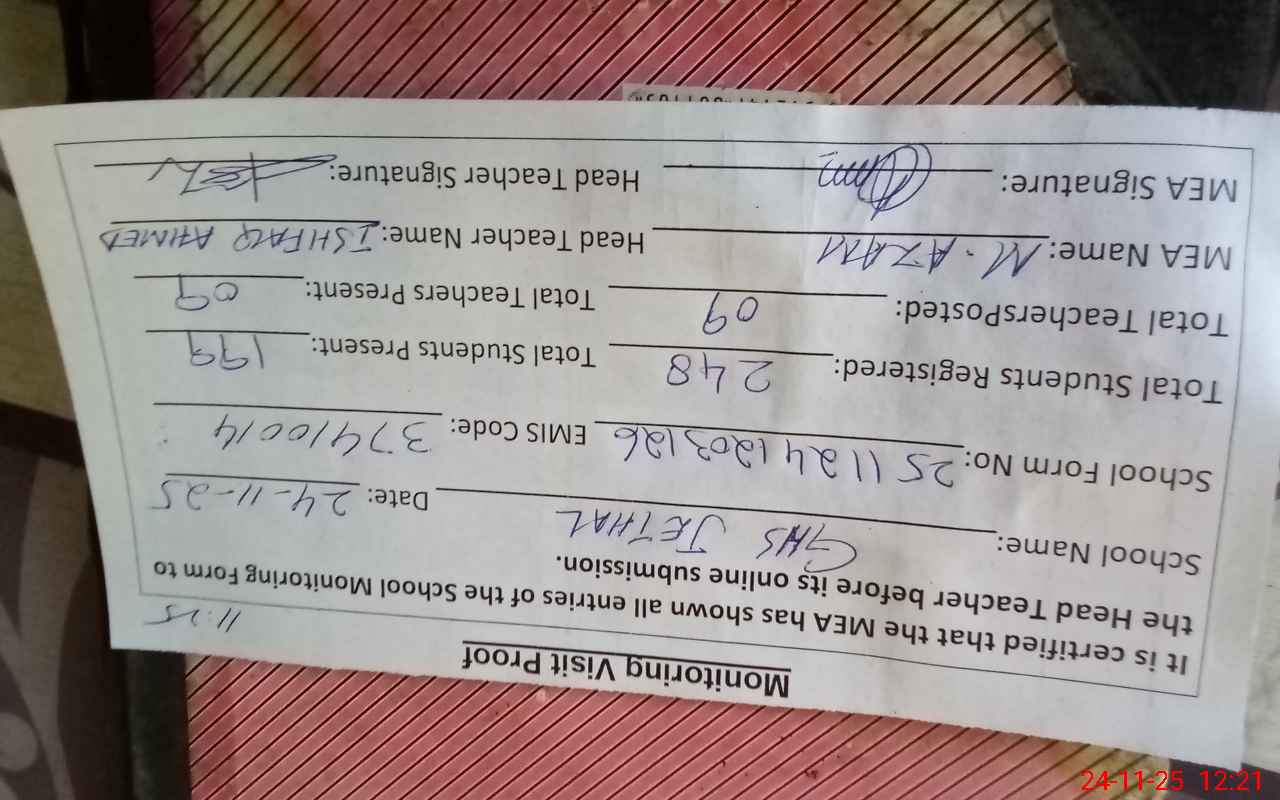 Monitoring Visit Proof
11:25
It is certified that the MEA has shown all entries of the School Monitoring Form to
the Head Teacher before its online submission.
School Name: GHS JETHAL Date: 24-11-25
School Form No: 251124120312​6 EMIS Code: 37410014
Total Students Registered: 248 Total Students Present: 199
Total TeachersPosted: 09 Total Teachers Present: 09
MEA Name: M. AZAM Head Teacher Name: ISHFAQ AHMED
MEA Signature: Head Teacher Signature:
24-11-25 12:21